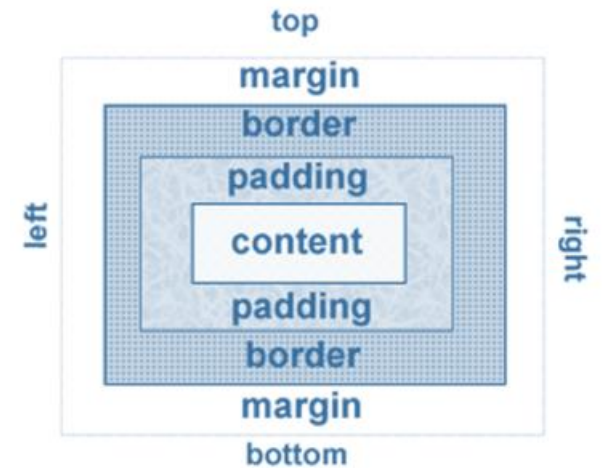 top
margin
border
padding
left
content
right
padding
border
margin
bottom